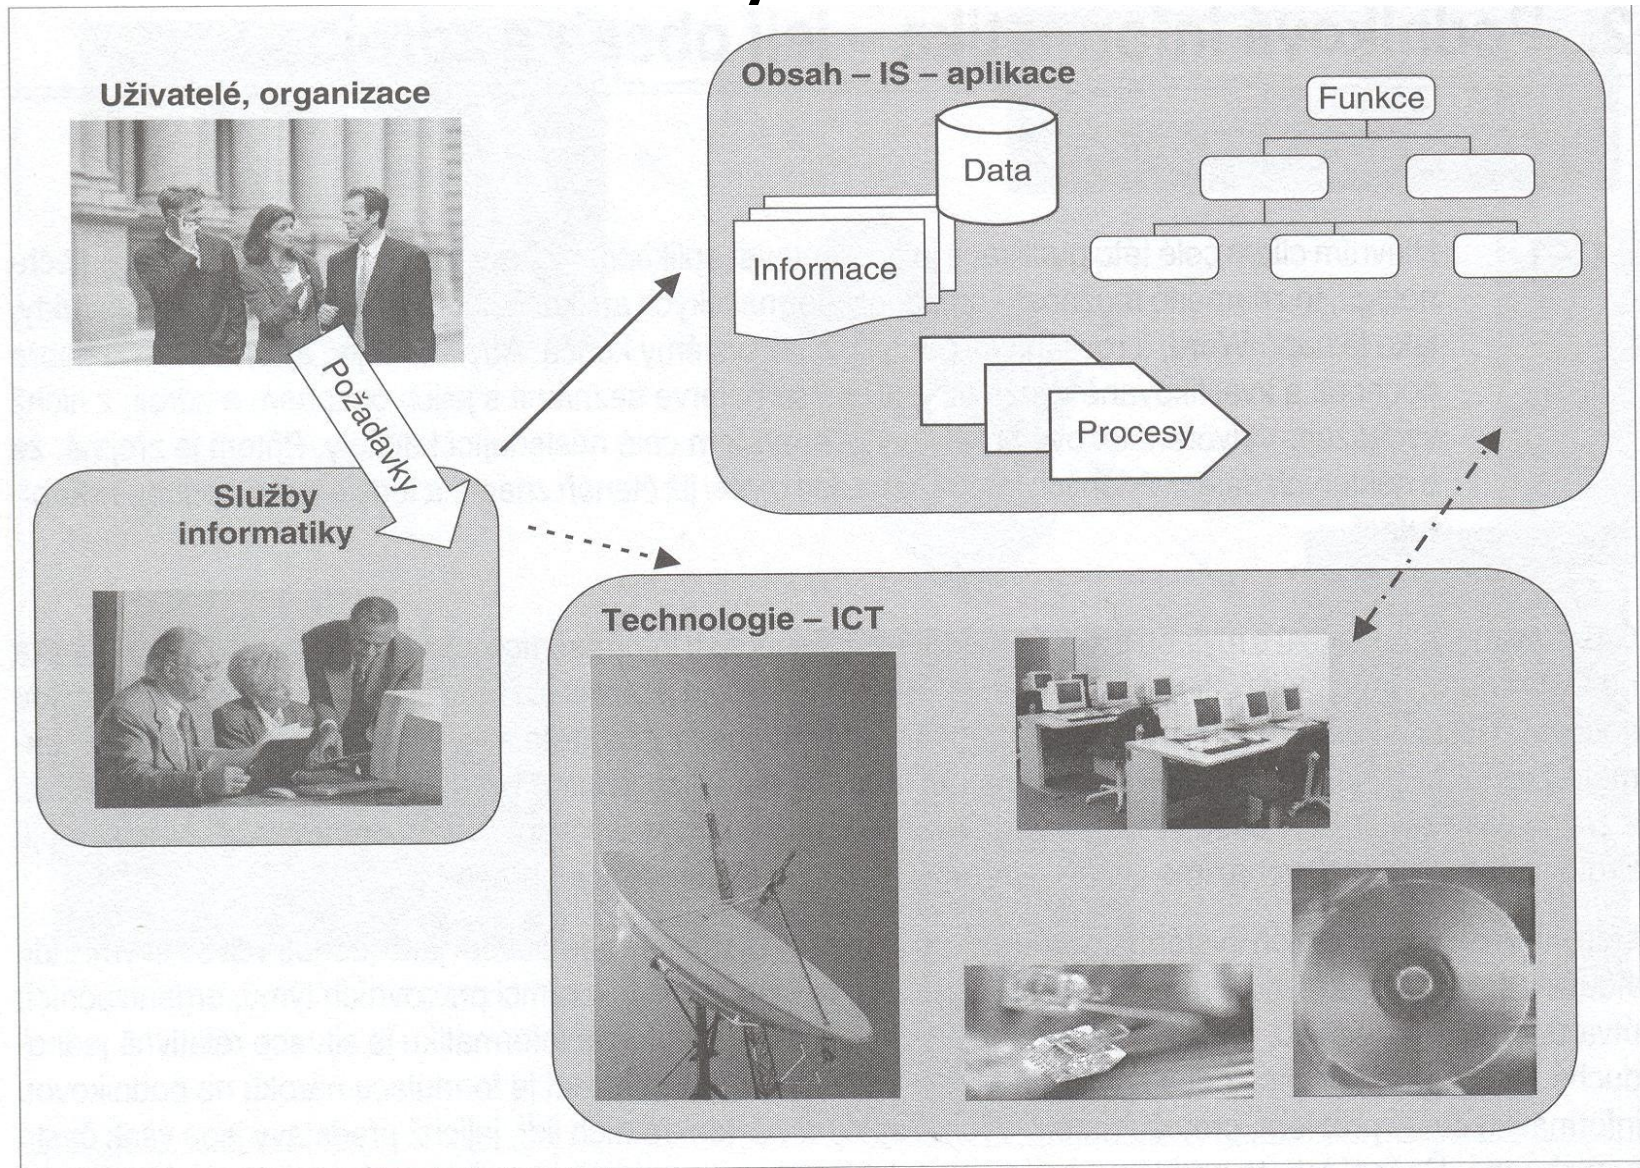 Uživatelé, organizace
Požadavky
Služby
informatiky
Obsah – IS – aplikace
Funkce
Data
Informace
Procesy
Technologie – ICT